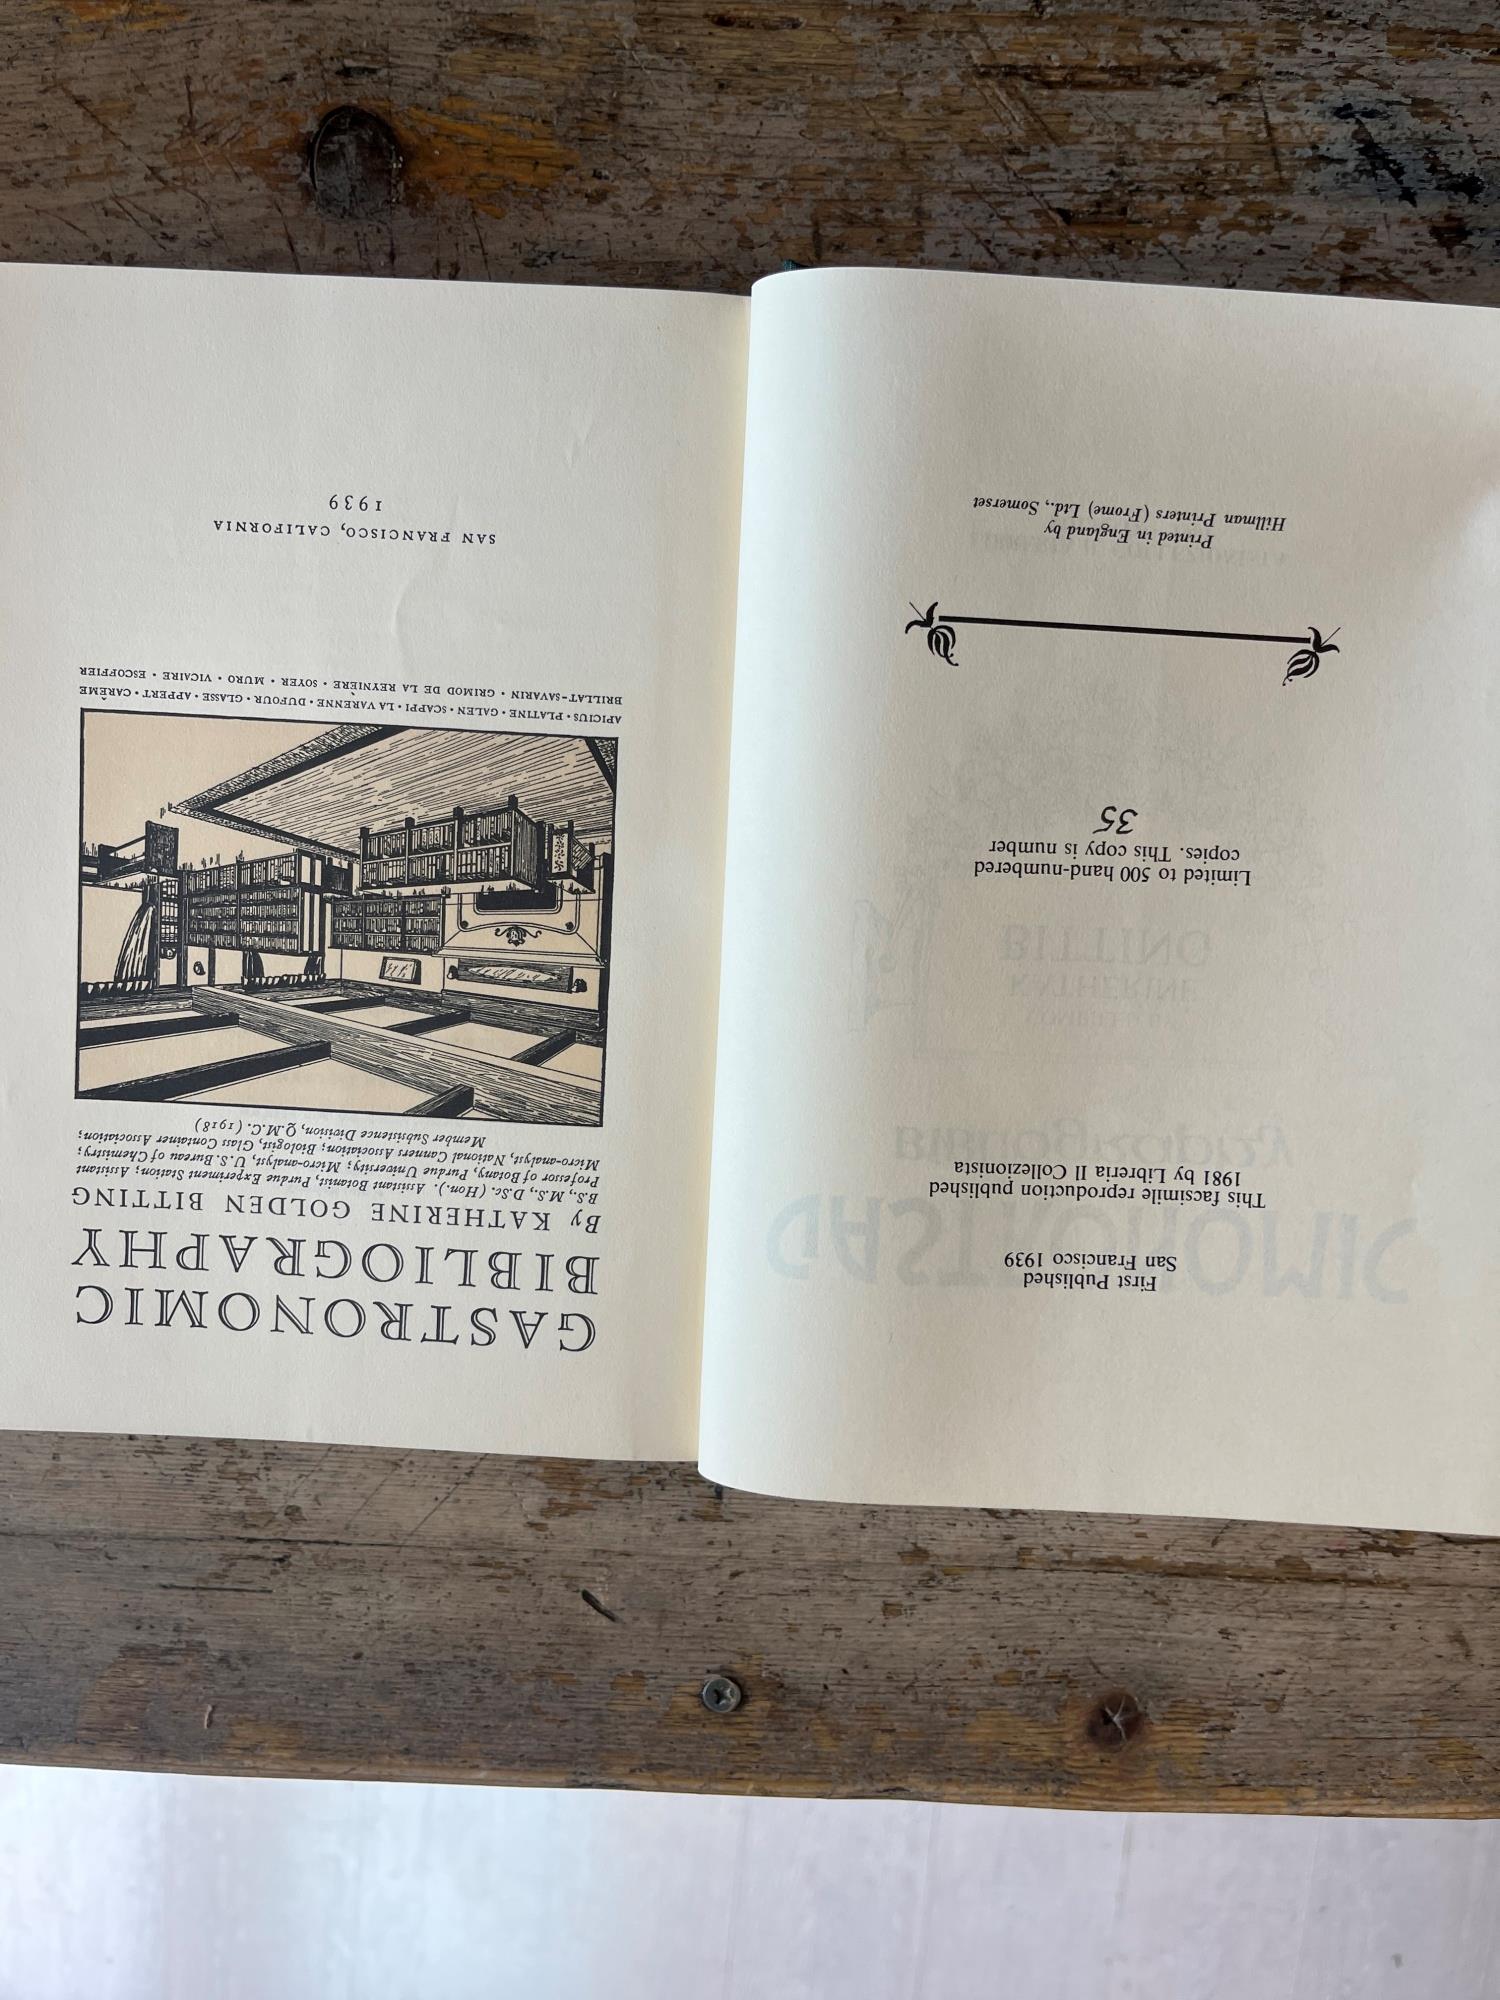 First Published
San Francisco 1939
This facsimile reproduction published
1981 by Libreria Il Collezionista
Limited to 500 hand-numbered
copies. This copy is number
35
Printed in England by
Hillman Printers (Frome) Ltd., Somerset
GASTRONOMIC
BIBLIOGRAPHY
By KATHERINE GOLDEN BITTING
B.S., M.S., D.Sc. (Hon.). Assistant Botanist, Purdue Experiment Station; Assistant
Professor of Botany, Purdue University; Micro-analyst, U.S. Bureau of Chemistry;
Micro-analyst, National Canners Association; Biologist, Glass Container Association;
Member Subsistence Division, Q.M.C. (1918)
APICIUS • PLATINE • GALEN • SCAPPI • LA VARENNE • DUFOUR • GLASSE • APPERT • CARÊME
BRILLAT-SAVARIN • GRIMOD DE LA REYNIÈRE • SOYER • MURO • VICAIRE • ESCOFFIER
SAN FRANCISCO, CALIFORNIA
1939